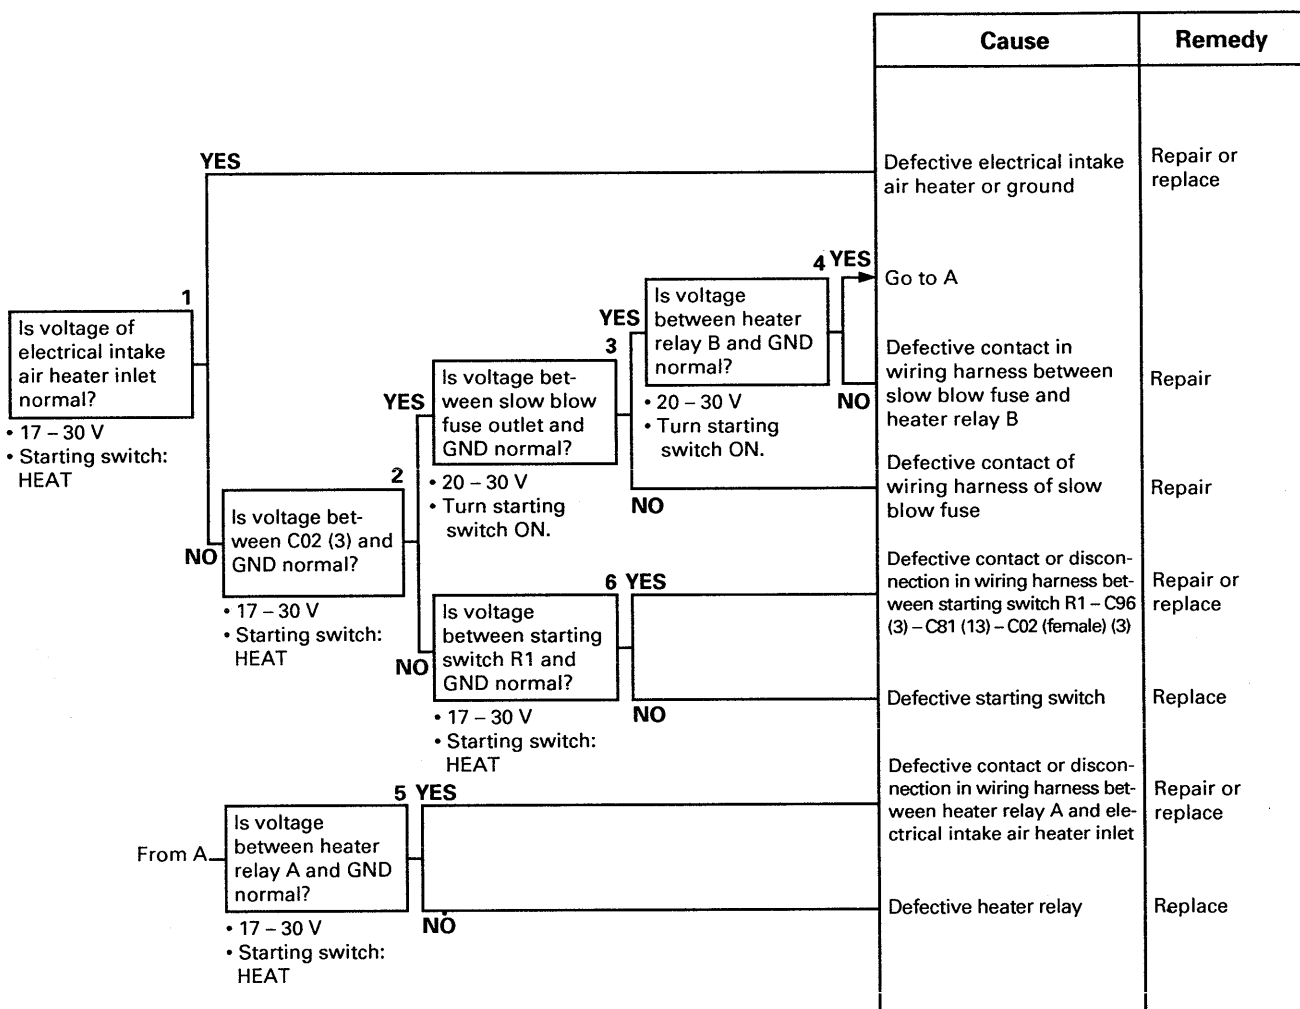 Cause
Remedy
YES
Defective electrical intake
air heater or ground
Repair or
replace
1
Is voltage of
electrical intake
air heater inlet
normal?
• 17 – 30 V
• Starting switch:
HEAT
NO
2
Is voltage bet-
ween C02 (3) and
GND normal?
• 17 – 30 V
• Starting switch:
HEAT
YES
3
Is voltage bet-
ween slow blow
fuse outlet and
GND normal?
• 20 – 30 V
• Turn starting
switch ON.
YES
4
Is voltage
between heater
relay B and GND
normal?
• 20 – 30 V
• Turn starting
switch ON.
YES
Go to A
NO
Defective contact in
wiring harness between
slow blow fuse and
heater relay B
Repair
NO
Defective contact of
wiring harness of slow
blow fuse
Repair
NO
6
Is voltage
between starting
switch R1 and
GND normal?
• 17 – 30 V
• Starting switch:
HEAT
YES
Defective contact or discon-
nection in wiring harness bet-
ween starting switch R1 – C96
(3) – C81 (13) – C02 (female) (3)
Repair or
replace
NO
Defective starting switch
Replace
From A
5
Is voltage
between heater
relay A and GND
normal?
• 17 – 30 V
• Starting switch:
HEAT
YES
Defective contact or discon-
nection in wiring harness bet-
ween heater relay A and ele-
ctrical intake air heater inlet
Repair or
replace
NO
Defective heater relay
Replace